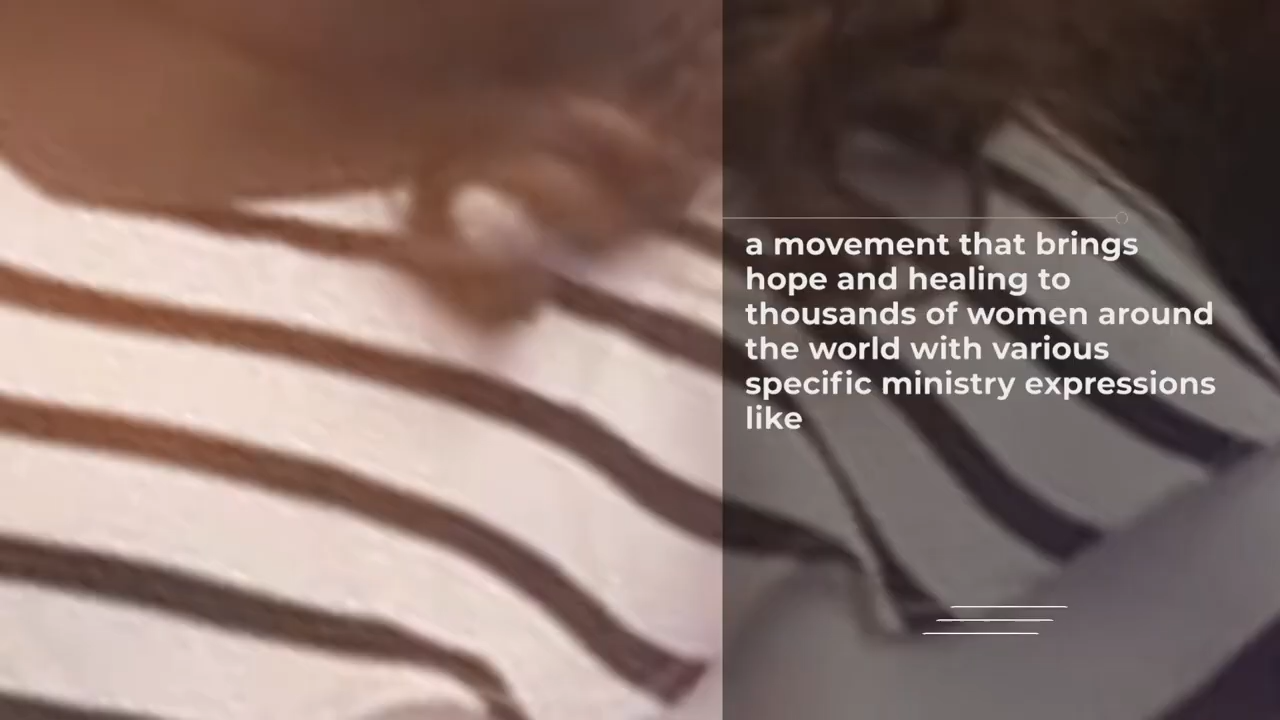 a movement that brings
hope and healing to
thousands of women around
the world with various
specific ministry expressions
like